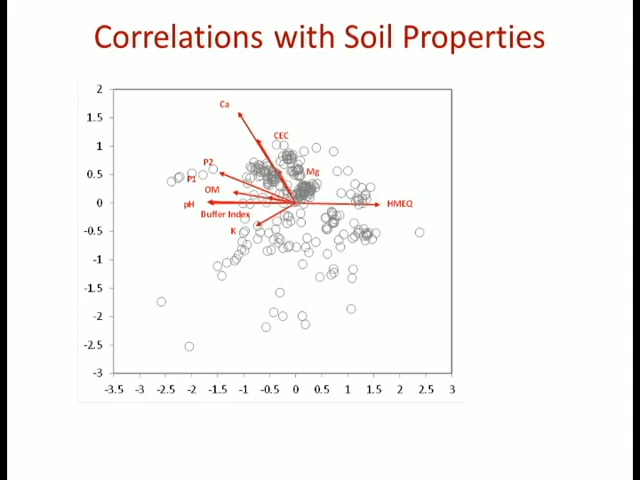 Correlations with Soil Properties
2
1.5
1
0.5
0
-0.5
-1
-1.5
-2
-2.5
-3
Ca
CEC
P2
Mg
P1
OM
pH
HMEQ
Buffer Index
K
-3.5 -3 -2.5 -2 -1.5 -1 -0.5 0 0.5 1 1.5 2 2.5 3